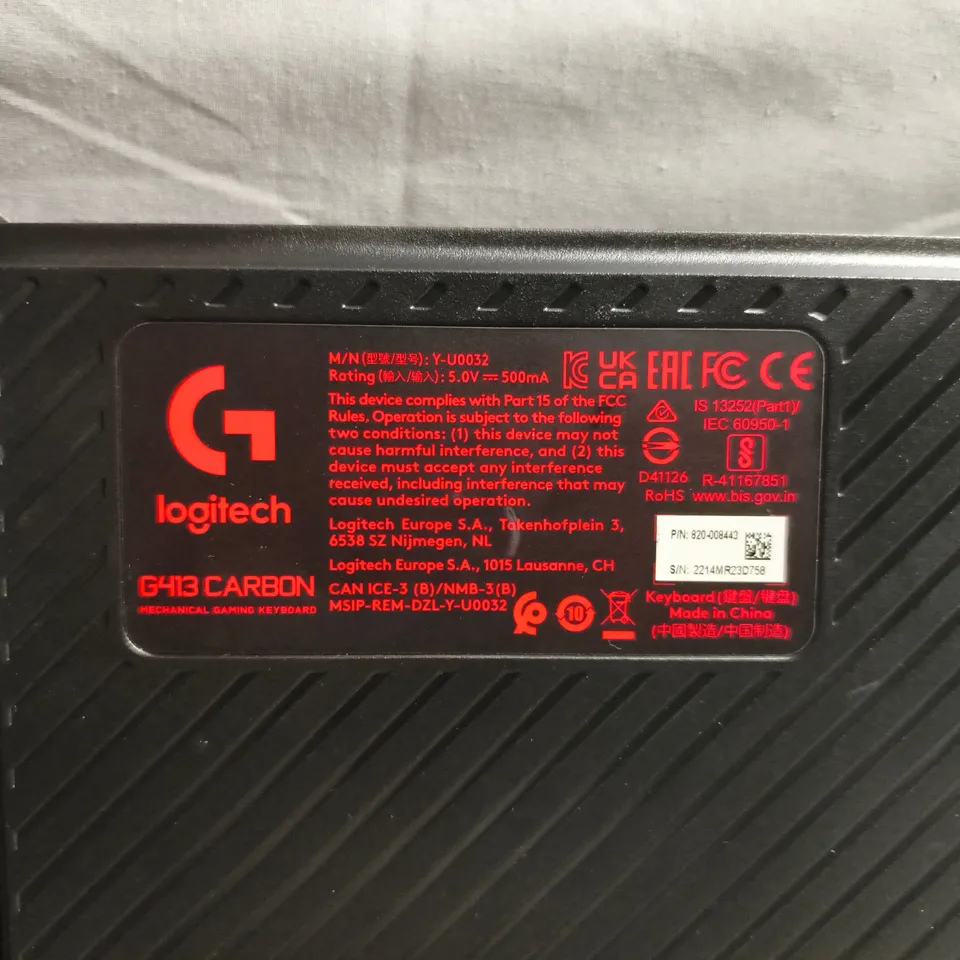 logitech
G413 CARBON
MECHANICAL GAMING KEYBOARD
M/N (型號/型号): Y-U0032
Rating (輸入/输入): 5.0V ⎓ 500mA
This device complies with Part 15 of the FCC
Rules, Operation is subject to the following
two conditions: (1) this device may not
cause harmful interference, and (2) this
device must accept any interference
received, including interference that may
cause undesired operation.
Logitech Europe S.A., Takenhofplein 3,
6538 SZ Nijmegen, NL
Logitech Europe S.A., 1015 Lausanne, CH
CAN ICE-3 (B)/NMB-3(B)
MSIP-REM-DZL-Y-U0032
10
UK
CA
EAC
FC
CE
IS 13252(Part1)/
IEC 60950-1
D41126
RoHS
R-41167851
www.bis.gov.in
P/N: 820-008443
S/N: 2214MR23D758
Keyboard (鍵盤/键盘)
Made in China
(中國製造/中国制造)